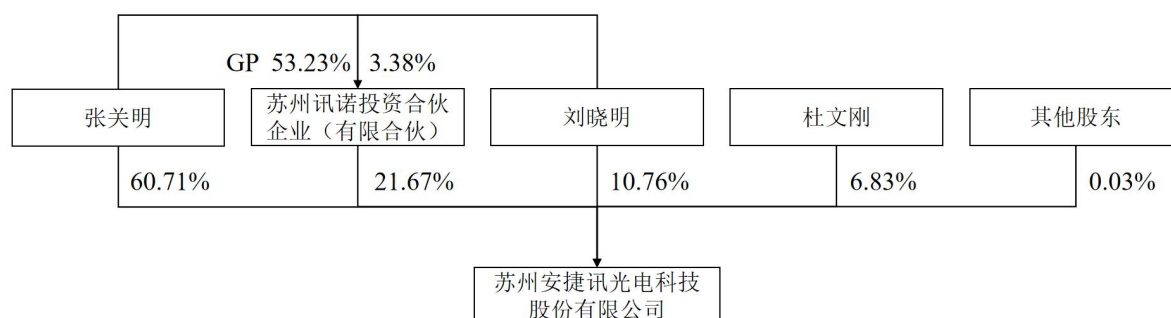 GP 53.23% 3.38%
张关明
苏州讯诺投资合伙
企业（有限合伙）
刘晓明
杜文刚
其他股东
60.71%
21.67%
10.76%
6.83%
0.03%
苏州安捷讯光电科技
股份有限公司